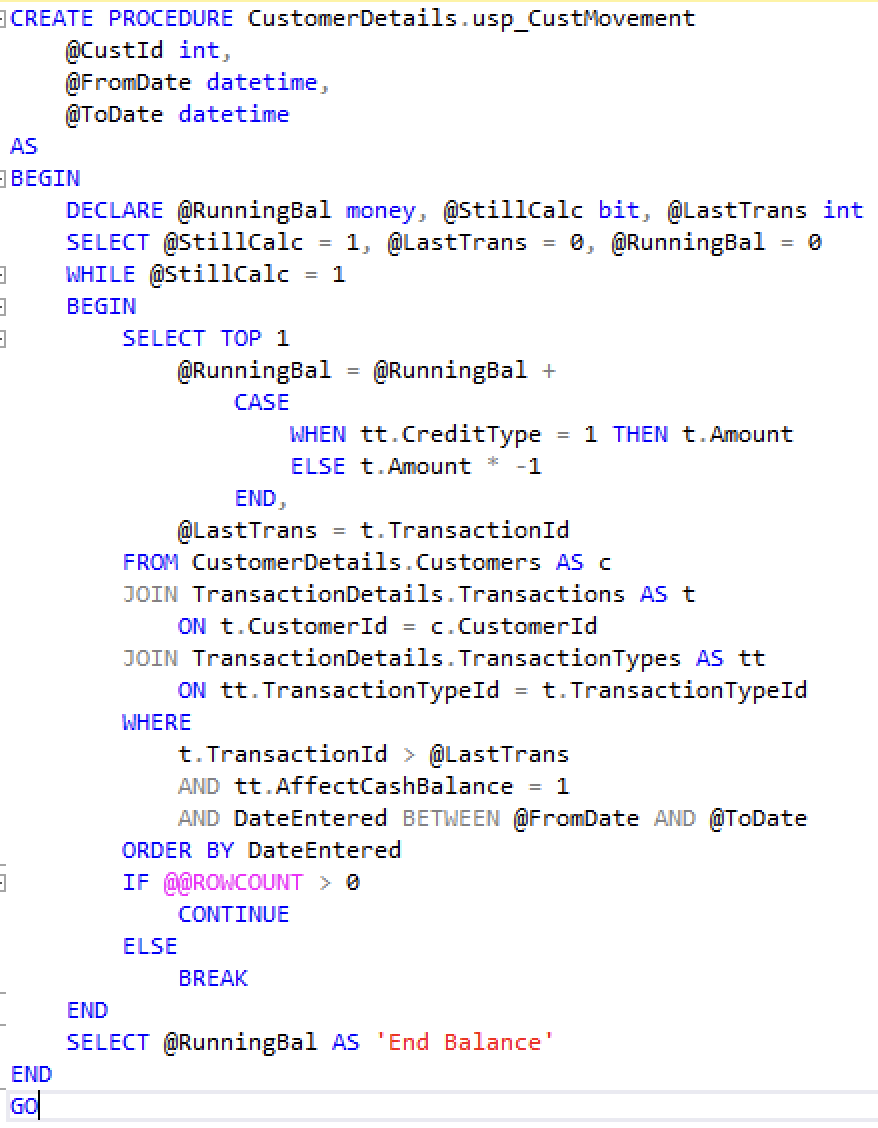 CREATE PROCEDURE CustomerDetails.usp_CustMovement
    @CustId int,
    @FromDate datetime,
    @ToDate datetime
AS
BEGIN
    DECLARE @RunningBal money, @StillCalc bit, @LastTrans int
    SELECT @StillCalc = 1, @LastTrans = 0, @RunningBal = 0
    WHILE @StillCalc = 1
    BEGIN
        SELECT TOP 1
            @RunningBal = @RunningBal +
                CASE
                    WHEN tt.CreditType = 1 THEN t.Amount
                    ELSE t.Amount * -1
                END,
            @LastTrans = t.TransactionId
        FROM CustomerDetails.Customers AS c
        JOIN TransactionDetails.Transactions AS t
            ON t.CustomerId = c.CustomerId
        JOIN TransactionDetails.TransactionTypes AS tt
            ON tt.TransactionTypeId = t.TransactionTypeId
        WHERE
            t.TransactionId > @LastTrans
            AND tt.AffectCashBalance = 1
            AND DateEntered BETWEEN @FromDate AND @ToDate
        ORDER BY DateEntered
        IF @@ROWCOUNT > 0
            CONTINUE
        ELSE
            BREAK
    END
    SELECT @RunningBal AS 'End Balance'
END
GO